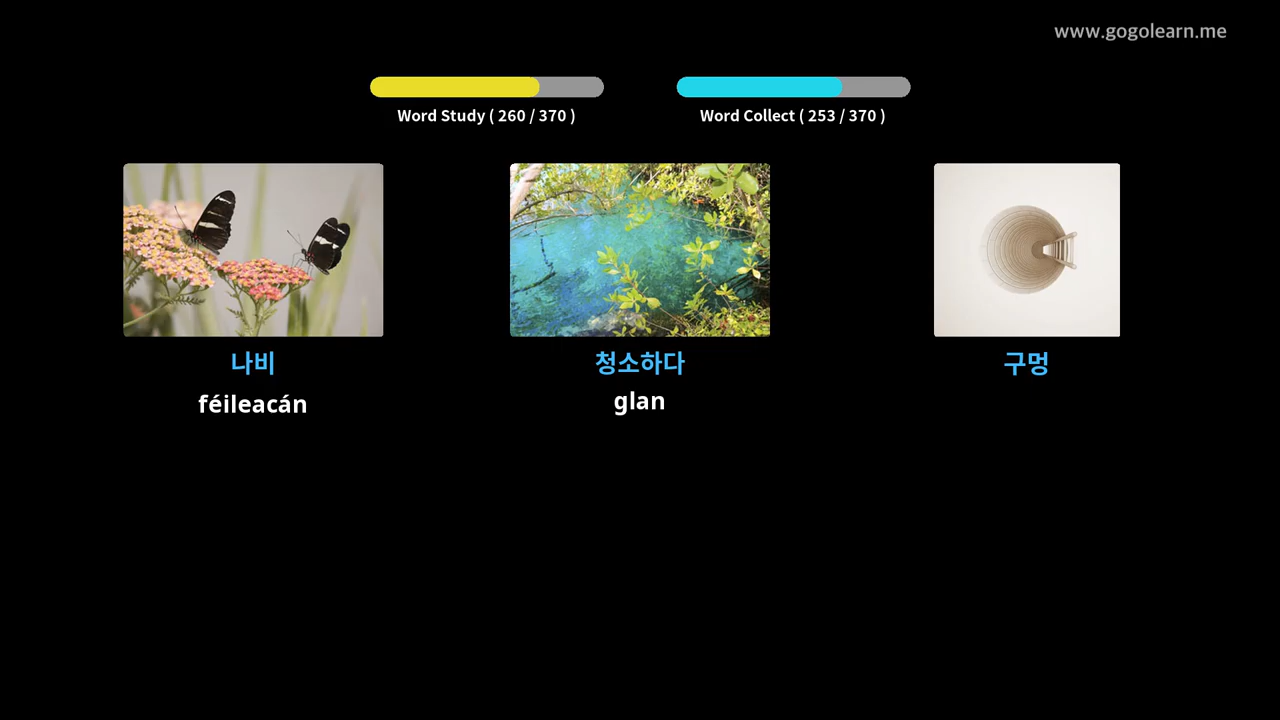 www.gogolearn.me
Word Study ( 260 / 370 )
Word Collect ( 253 / 370 )
나비
청소하다
구멍
féileacán
glan